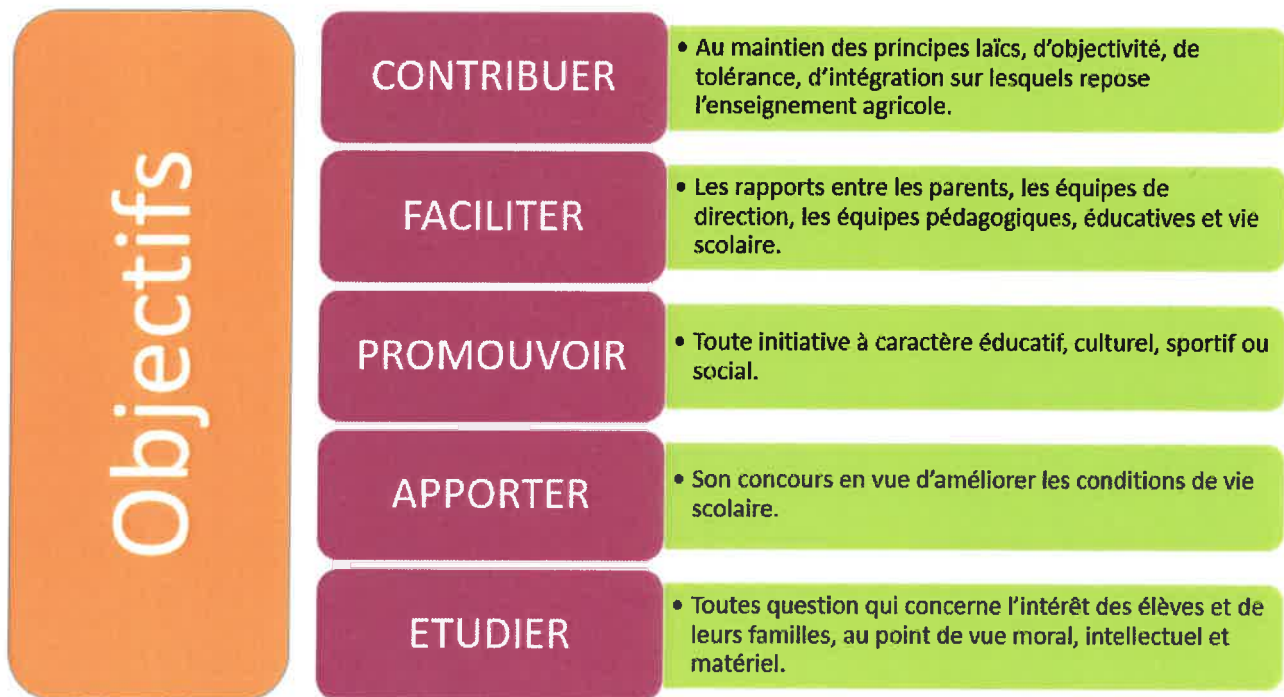 Objectifs
CONTRIBUER
• Au maintien des principes laïcs, d'objectivité, de
tolérance, d'intégration sur lesquels repose
l'enseignement agricole.
FACILITER
• Les rapports entre les parents, les équipes de
direction, les équipes pédagogiques, éducatives et vie
scolaire.
PROMOUVOIR
• Toute initiative à caractère éducatif, culturel, sportif ou
social.
APPORTER
• Son concours en vue d'améliorer les conditions de vie
scolaire.
ETUDIER
• Toutes question qui concerne l'intérêt des élèves et de
leurs familles, au point de vue moral, intellectuel et
matériel.